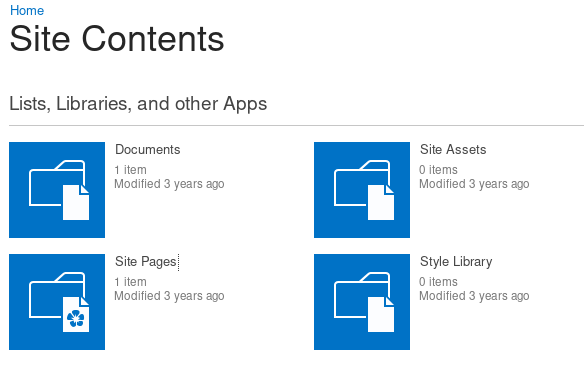 Home
Site Contents
Lists, Libraries, and other Apps
Documents
1 item
Modified 3 years ago
Site Assets
0 items
Modified 3 years ago
Site Pages
1 item
Modified 3 years ago
Style Library
0 items
Modified 3 years ago